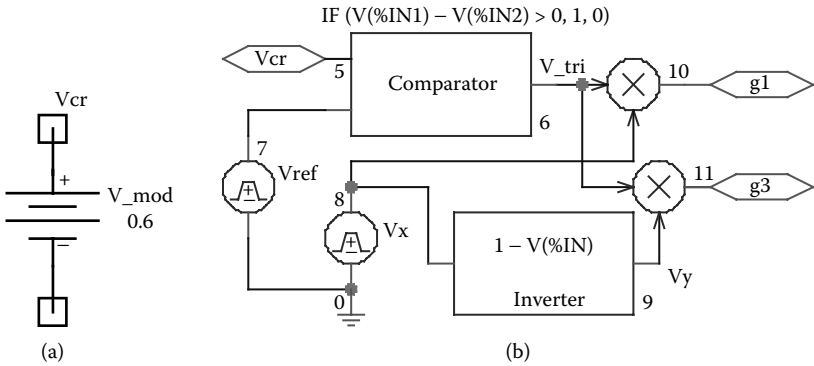 IF (V(%IN1) – V(%IN2) > 0, 1, 0)
Vcr
5
Comparator
V_tri
10
g1
Vcr
6
+
V_mod
0.6
–
7
Vref
+
–
8
Vx
+
–
11
g3
1 – V(%IN)
Inverter
Vy
9
0
(a)
(b)